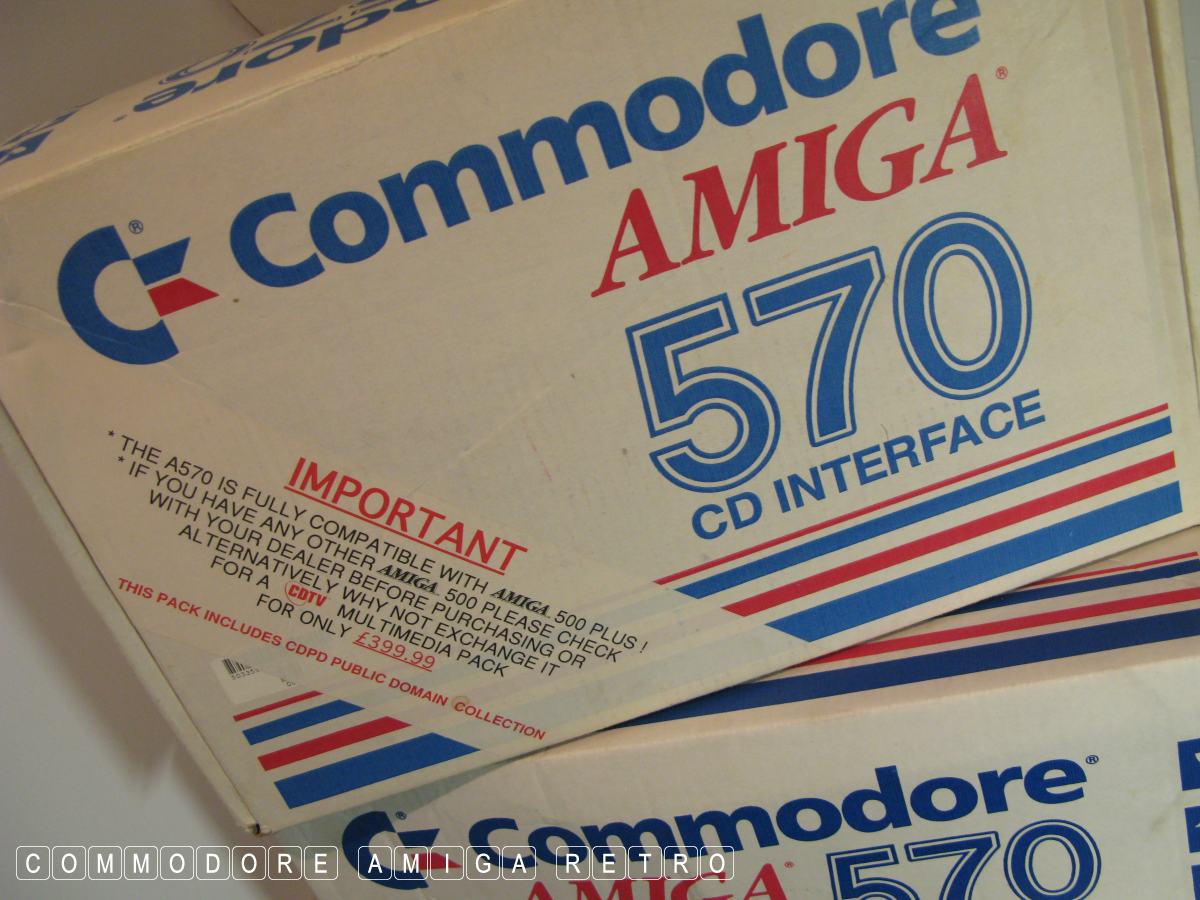 Commodore®
AMIGA®
570
CD INTERFACE
IMPORTANT
* THE A570 IS FULLY COMPATIBLE WITH AMIGA 500 PLUS !
* IF YOU HAVE ANY OTHER AMIGA 500 PLEASE CHECK
WITH YOUR DEALER BEFORE PURCHASING OR
ALTERNATIVELY WHY NOT EXCHANGE IT
FOR A CDTV MULTIMEDIA PACK
FOR ONLY £399.99
THIS PACK INCLUDES CDPD PUBLIC DOMAIN COLLECTION
Commodore®
AMIGA® 570
COMMODORE AMIGA RETRO